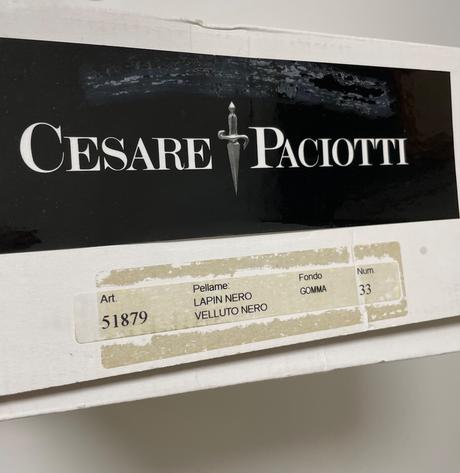 CESARE PACIOTTI
Art. Pellame: Fondo Num.
51879 LAPIN NERO GOMMA 33
VELLUTO NERO